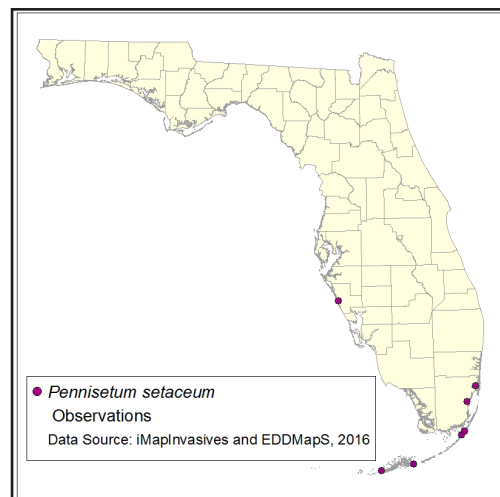 Pennisetum setaceum
Observations
Data Source: iMapInvasives and EDDMapS, 2016